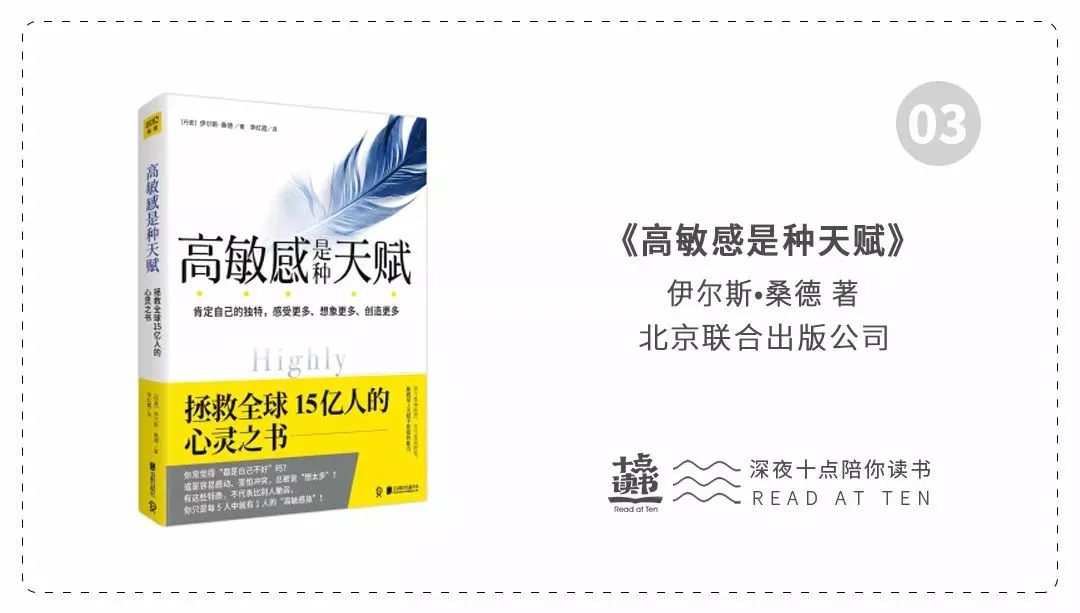 03
《高敏感是种天赋》
伊尔斯•桑德 著
北京联合出版公司
十点读书
Read at Ten
深夜十点陪你读书
READ AT TEN
高敏感是种天赋
拯救全球15亿人的
心灵之书
[丹麦] 伊尔斯·桑德/著 李红霞/译
高敏感是种天赋
肯定自己的独特，感受更多、想象更多、创造更多
Highly
拯救全球15亿人的
心灵之书
你常觉得“都是自己不好”吗？
或是容易感动、害怕冲突，总被说“想太多”？
有这些特质，不代表比别人脆弱，
你只是每5人中就有1人的“高敏感族”！